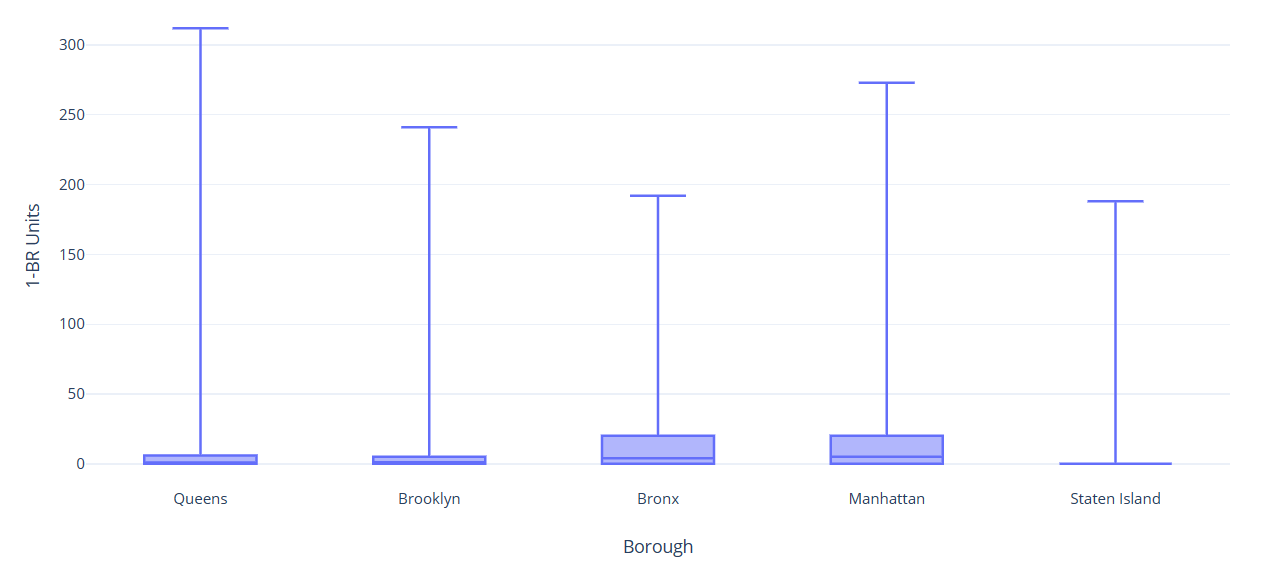 1-BR Units
300
250
200
150
100
50
0
Queens
Brooklyn
Bronx
Manhattan
Staten Island
Borough